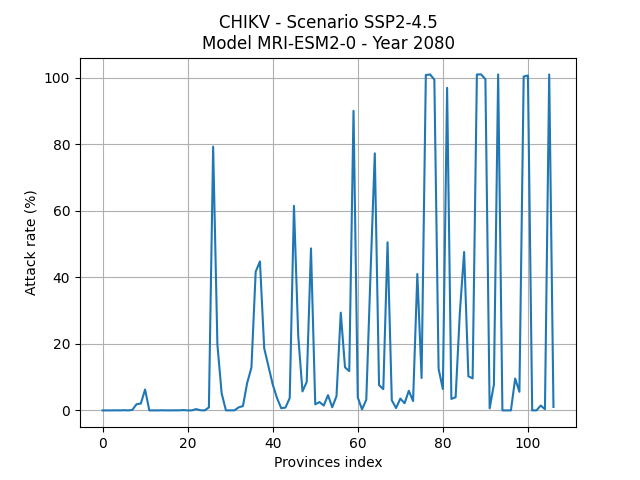 CHIKV - Scenario SSP2-4.5
Model MRI-ESM2-0 - Year 2080
100
80
60
40
20
0
Attack rate (%)
0 20 40 60 80 100
Provinces index